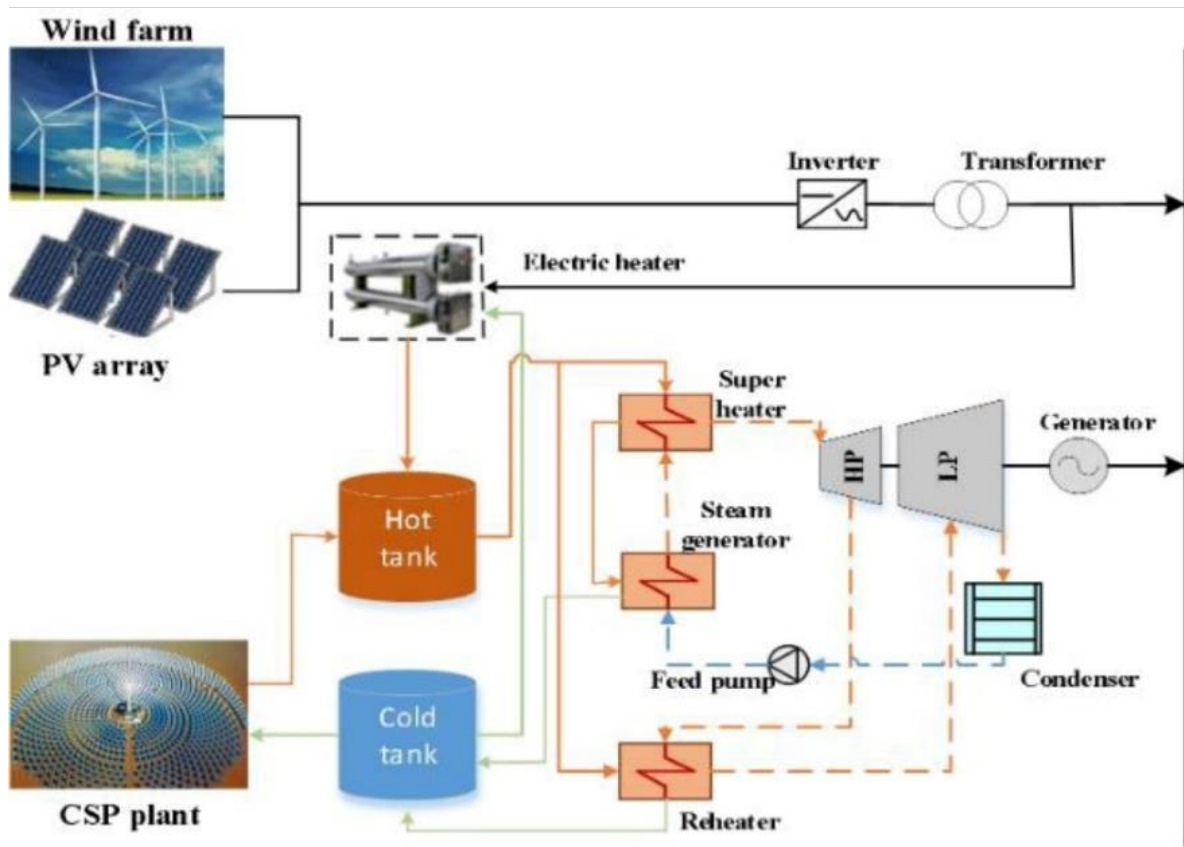 Wind farm
Inverter
Transformer
Electric heater
PV array
Super
heater
Generator
HP
LP
Hot
tank
Steam
generator
Feed pump
Condenser
Cold
tank
CSP plant
Reheater